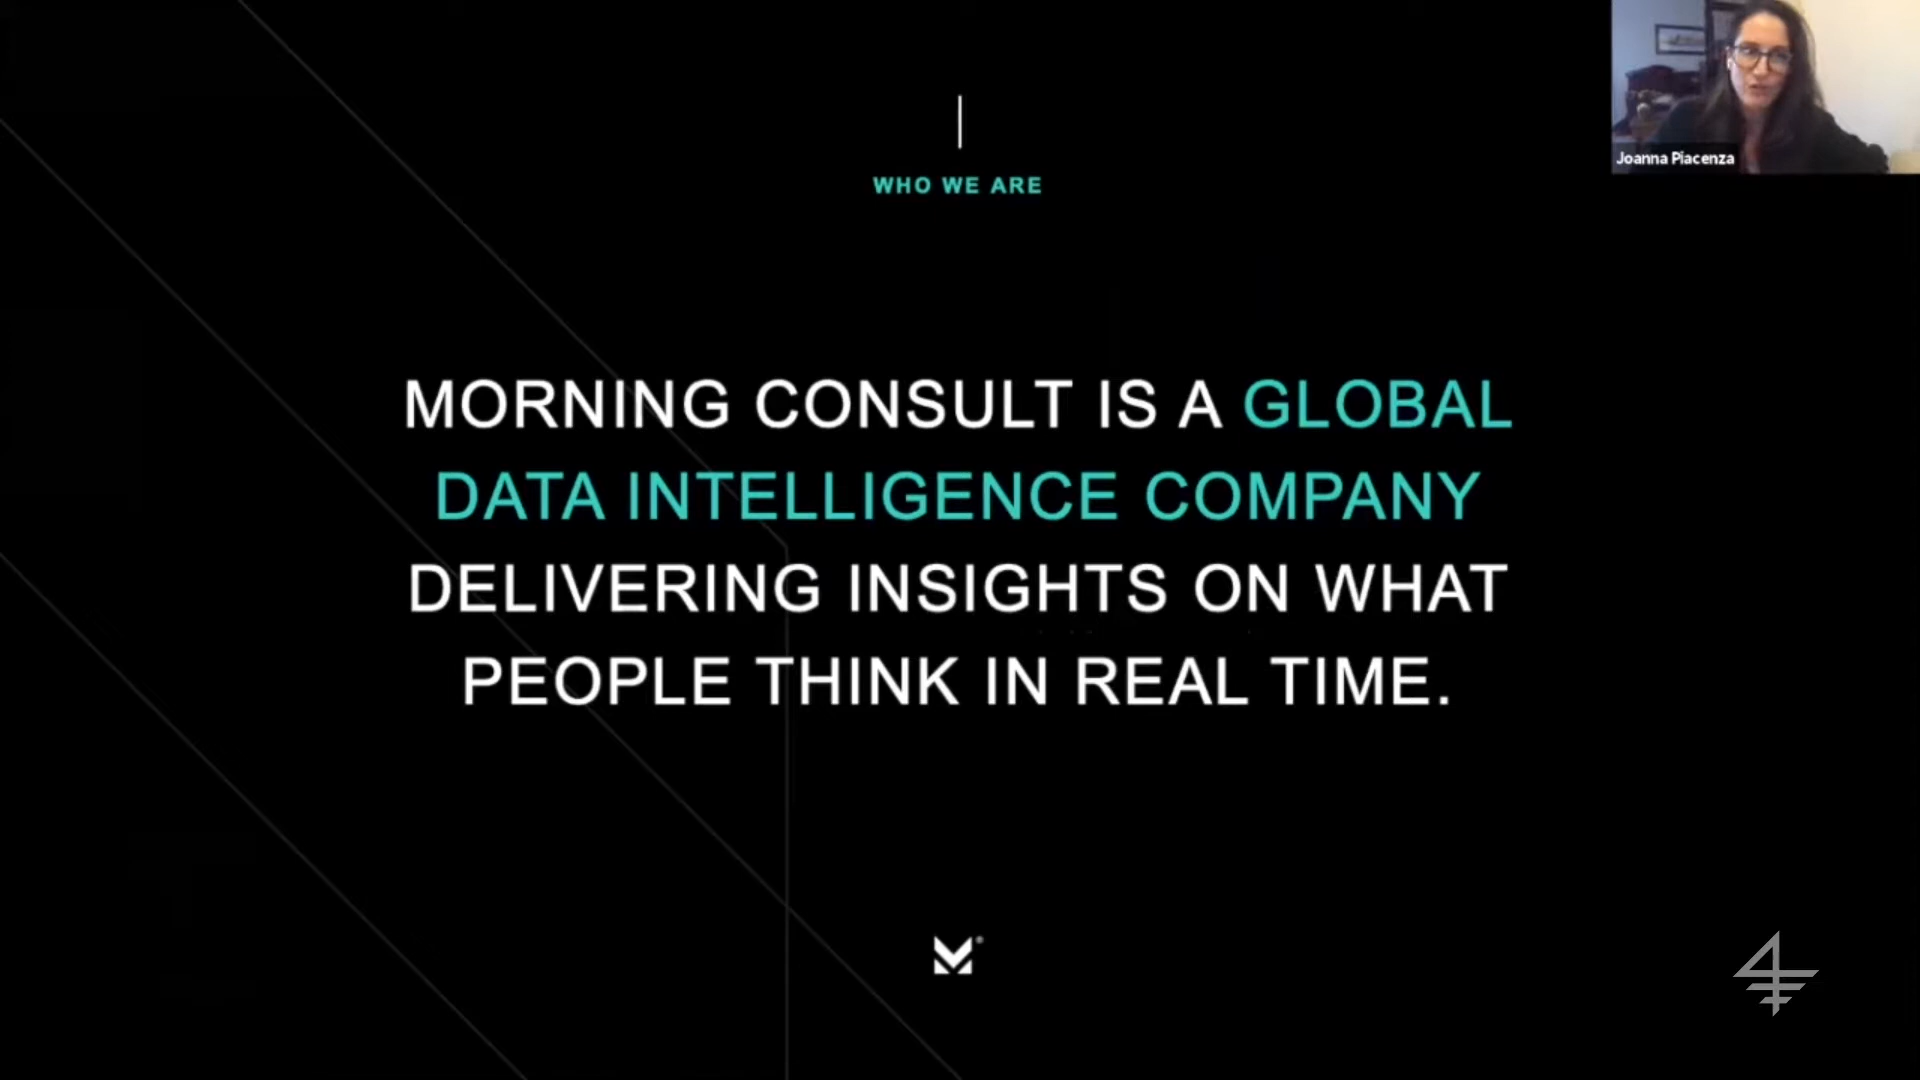 Joanna Piacenza
WHO WE ARE
MORNING CONSULT IS A GLOBAL
DATA INTELLIGENCE COMPANY
DELIVERING INSIGHTS ON WHAT
PEOPLE THINK IN REAL TIME.